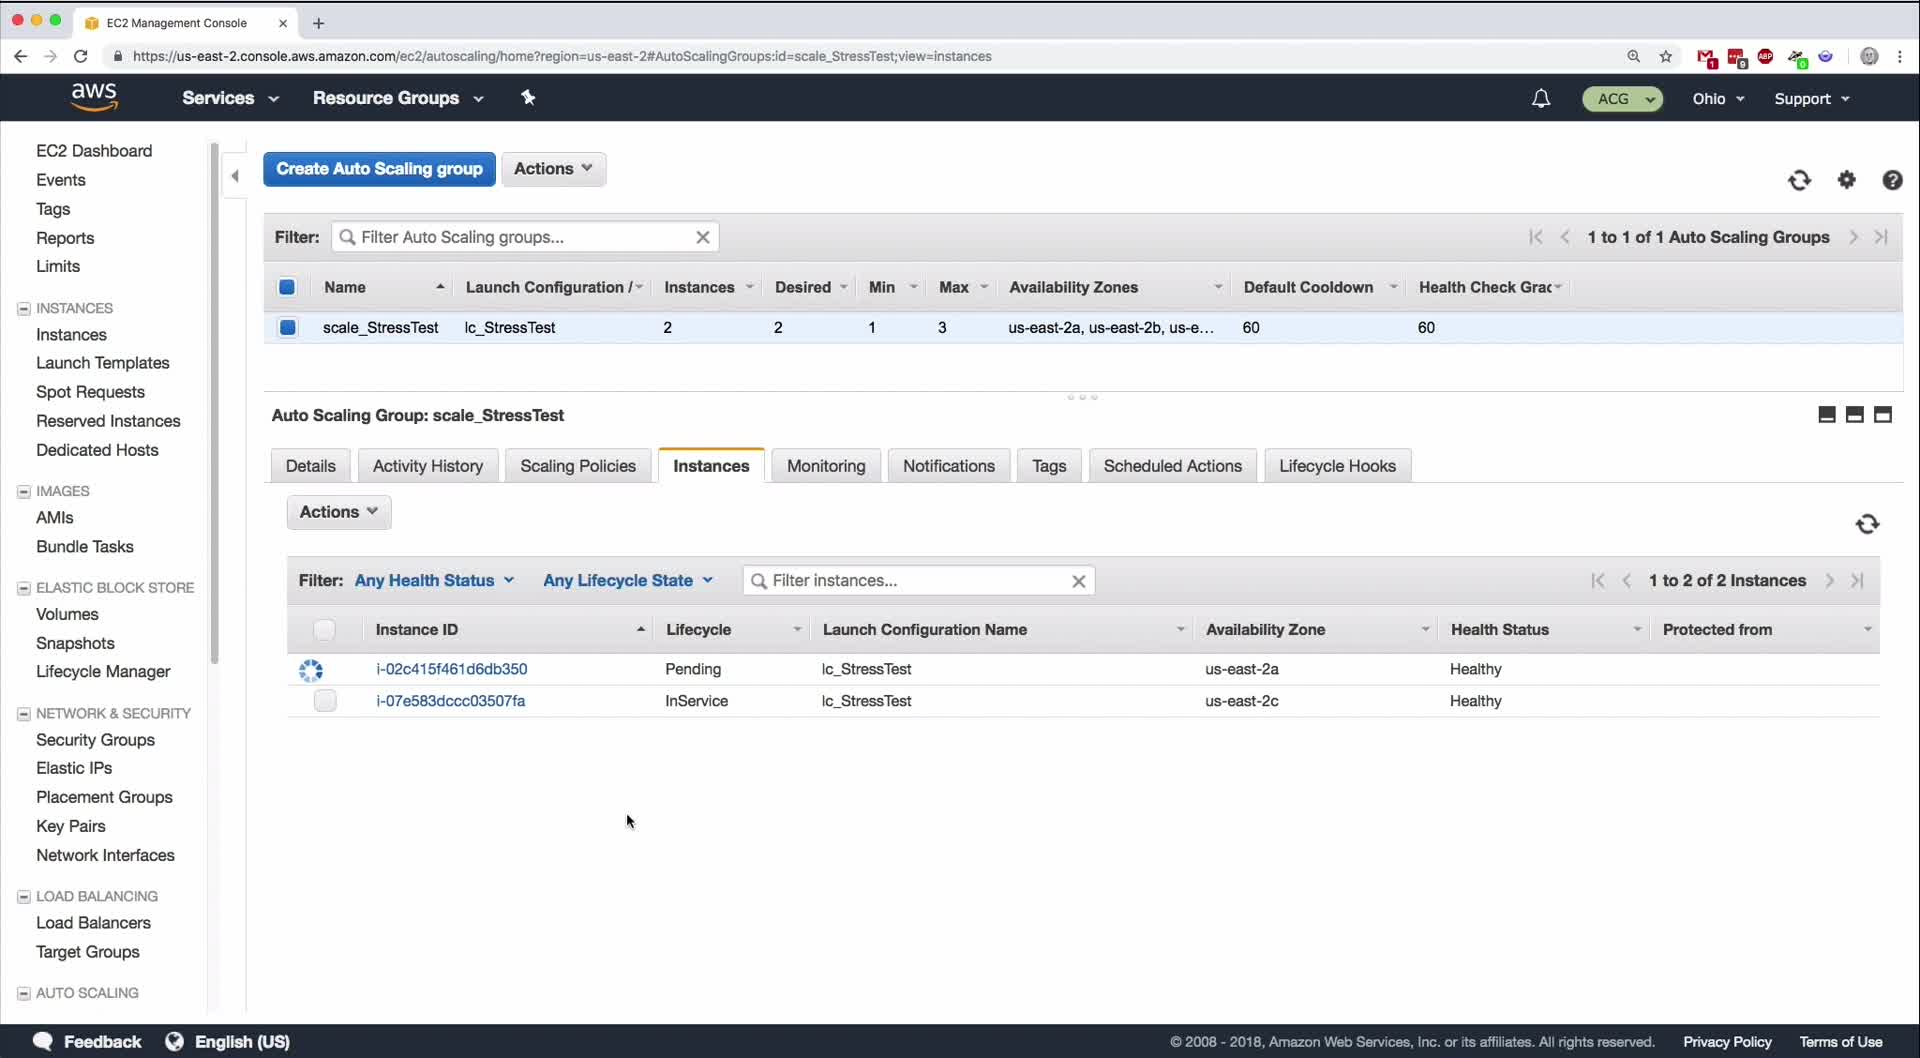 EC2 Management Console
https://us-east-2.console.aws.amazon.com/ec2/autoscaling/home?region=us-east-2#AutoScalingGroups:id=scale_StressTest;view=instances
1
9
ABP
0
aws
Services
Resource Groups
ACG
Ohio
Support
EC2 Dashboard
Events
Tags
Reports
Limits
INSTANCES
Instances
Launch Templates
Spot Requests
Reserved Instances
Dedicated Hosts
IMAGES
AMIs
Bundle Tasks
ELASTIC BLOCK STORE
Volumes
Snapshots
Lifecycle Manager
NETWORK & SECURITY
Security Groups
Elastic IPs
Placement Groups
Key Pairs
Network Interfaces
LOAD BALANCING
Load Balancers
Target Groups
AUTO SCALING
Create Auto Scaling group
Actions
Filter: Filter Auto Scaling groups...
1 to 1 of 1 Auto Scaling Groups
Name Launch Configuration / Instances Desired Min Max Availability Zones Default Cooldown Health Check Grac
scale_StressTest lc_StressTest 2 2 1 3 us-east-2a, us-east-2b, us-e... 60 60
Auto Scaling Group: scale_StressTest
Details Activity History Scaling Policies Instances Monitoring Notifications Tags Scheduled Actions Lifecycle Hooks
Actions
Filter: Any Health Status Any Lifecycle State Filter instances... 1 to 2 of 2 Instances
Instance ID Lifecycle Launch Configuration Name Availability Zone Health Status Protected from
i-02c415f461d6db350 Pending lc_StressTest us-east-2a Healthy
i-07e583dccc03507fa InService lc_StressTest us-east-2c Healthy
Feedback
English (US)
© 2008 - 2018, Amazon Web Services, Inc. or its affiliates. All rights reserved.
Privacy Policy
Terms of Use